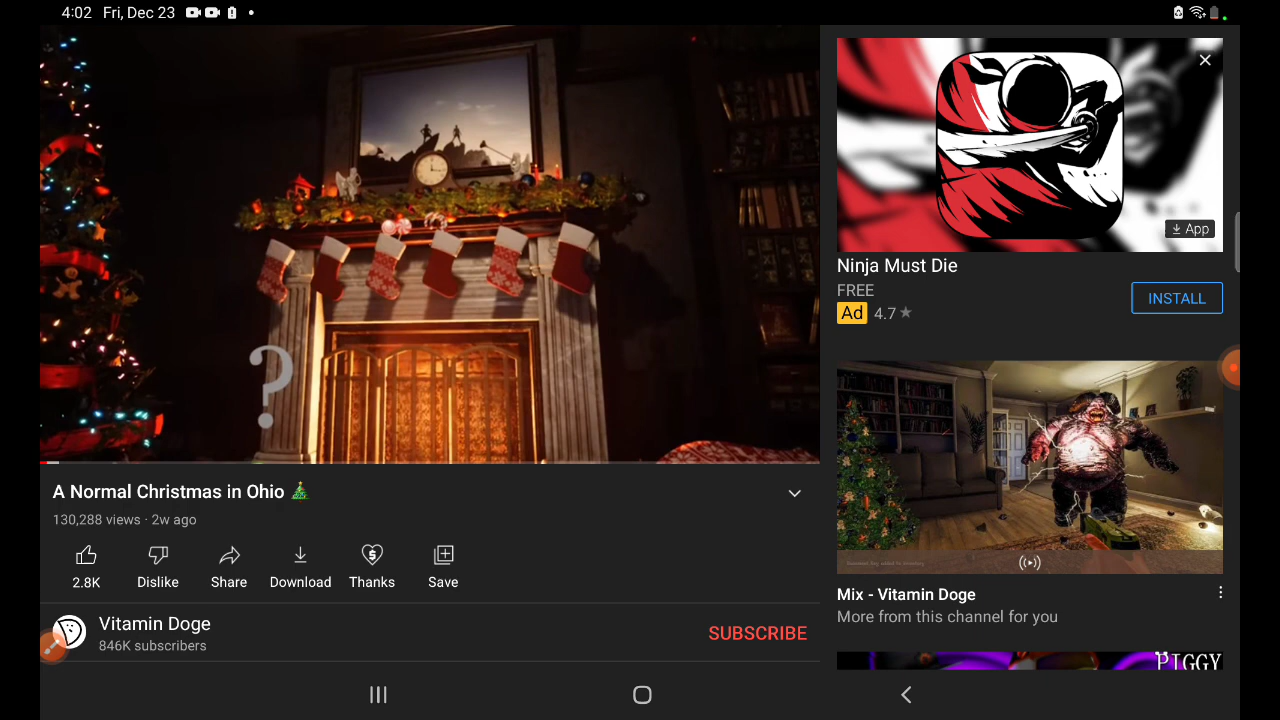 4:02 Fri, Dec 23
?
A Normal Christmas in Ohio 🎄
130,288 views · 2w ago
2.8K
Dislike
Share
Download
Thanks
Save
Vitamin Doge
846K subscribers
SUBSCRIBE
App
Ninja Must Die
FREE
Ad 4.7 ★
INSTALL
Mix - Vitamin Doge
More from this channel for you
PIGGY